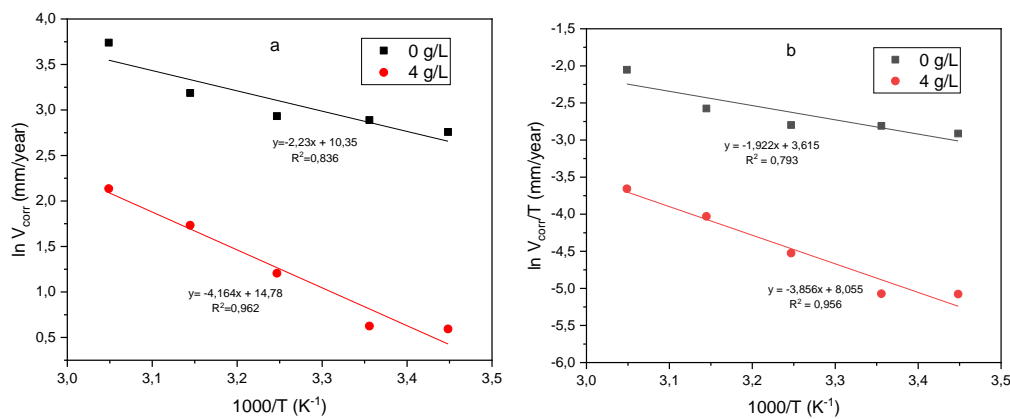 a
0 g/L
4 g/L
4,0
3,5
3,0
2,5
2,0
1,5
1,0
0,5
ln V_corr (mm/year)
y=-2,23x + 10,35
R²=0,836
y= -4,164x + 14,78
R²=0,962
3,0 3,1 3,2 3,3 3,4 3,5
1000/T (K⁻¹)
b
0 g/L
4 g/L
-1,5
-2,0
-2,5
-3,0
-3,5
-4,0
-4,5
-5,0
-5,5
-6,0
ln V_corr/T (mm/year)
y = -1,922x + 3,615
R² = 0,793
y = -3,856x + 8,055
R² = 0,956
3,0 3,1 3,2 3,3 3,4 3,5
1000/T (K⁻¹)